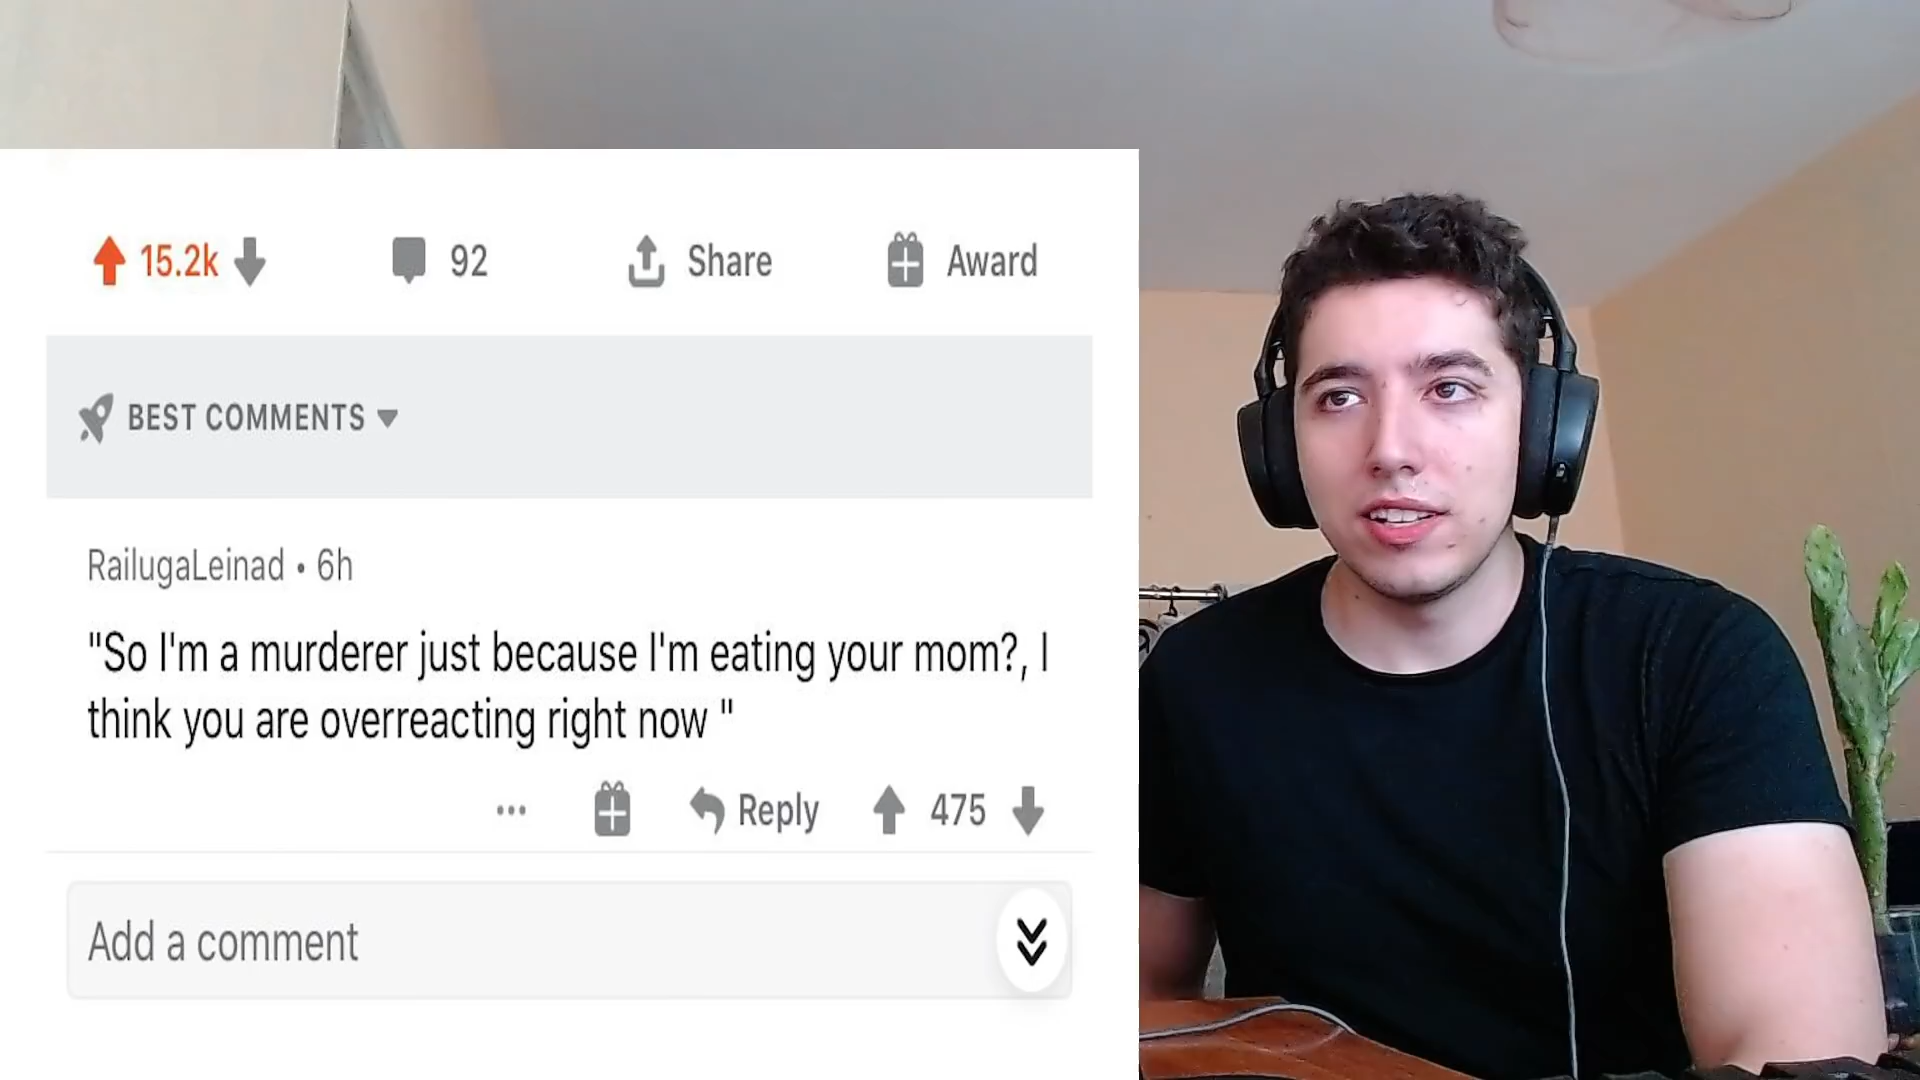 15.2k 92 Share Award
BEST COMMENTS
RailugaLeinad • 6h
"So I'm a murderer just because I'm eating your mom?, I
think you are overreacting right now "
... Reply 475
Add a comment